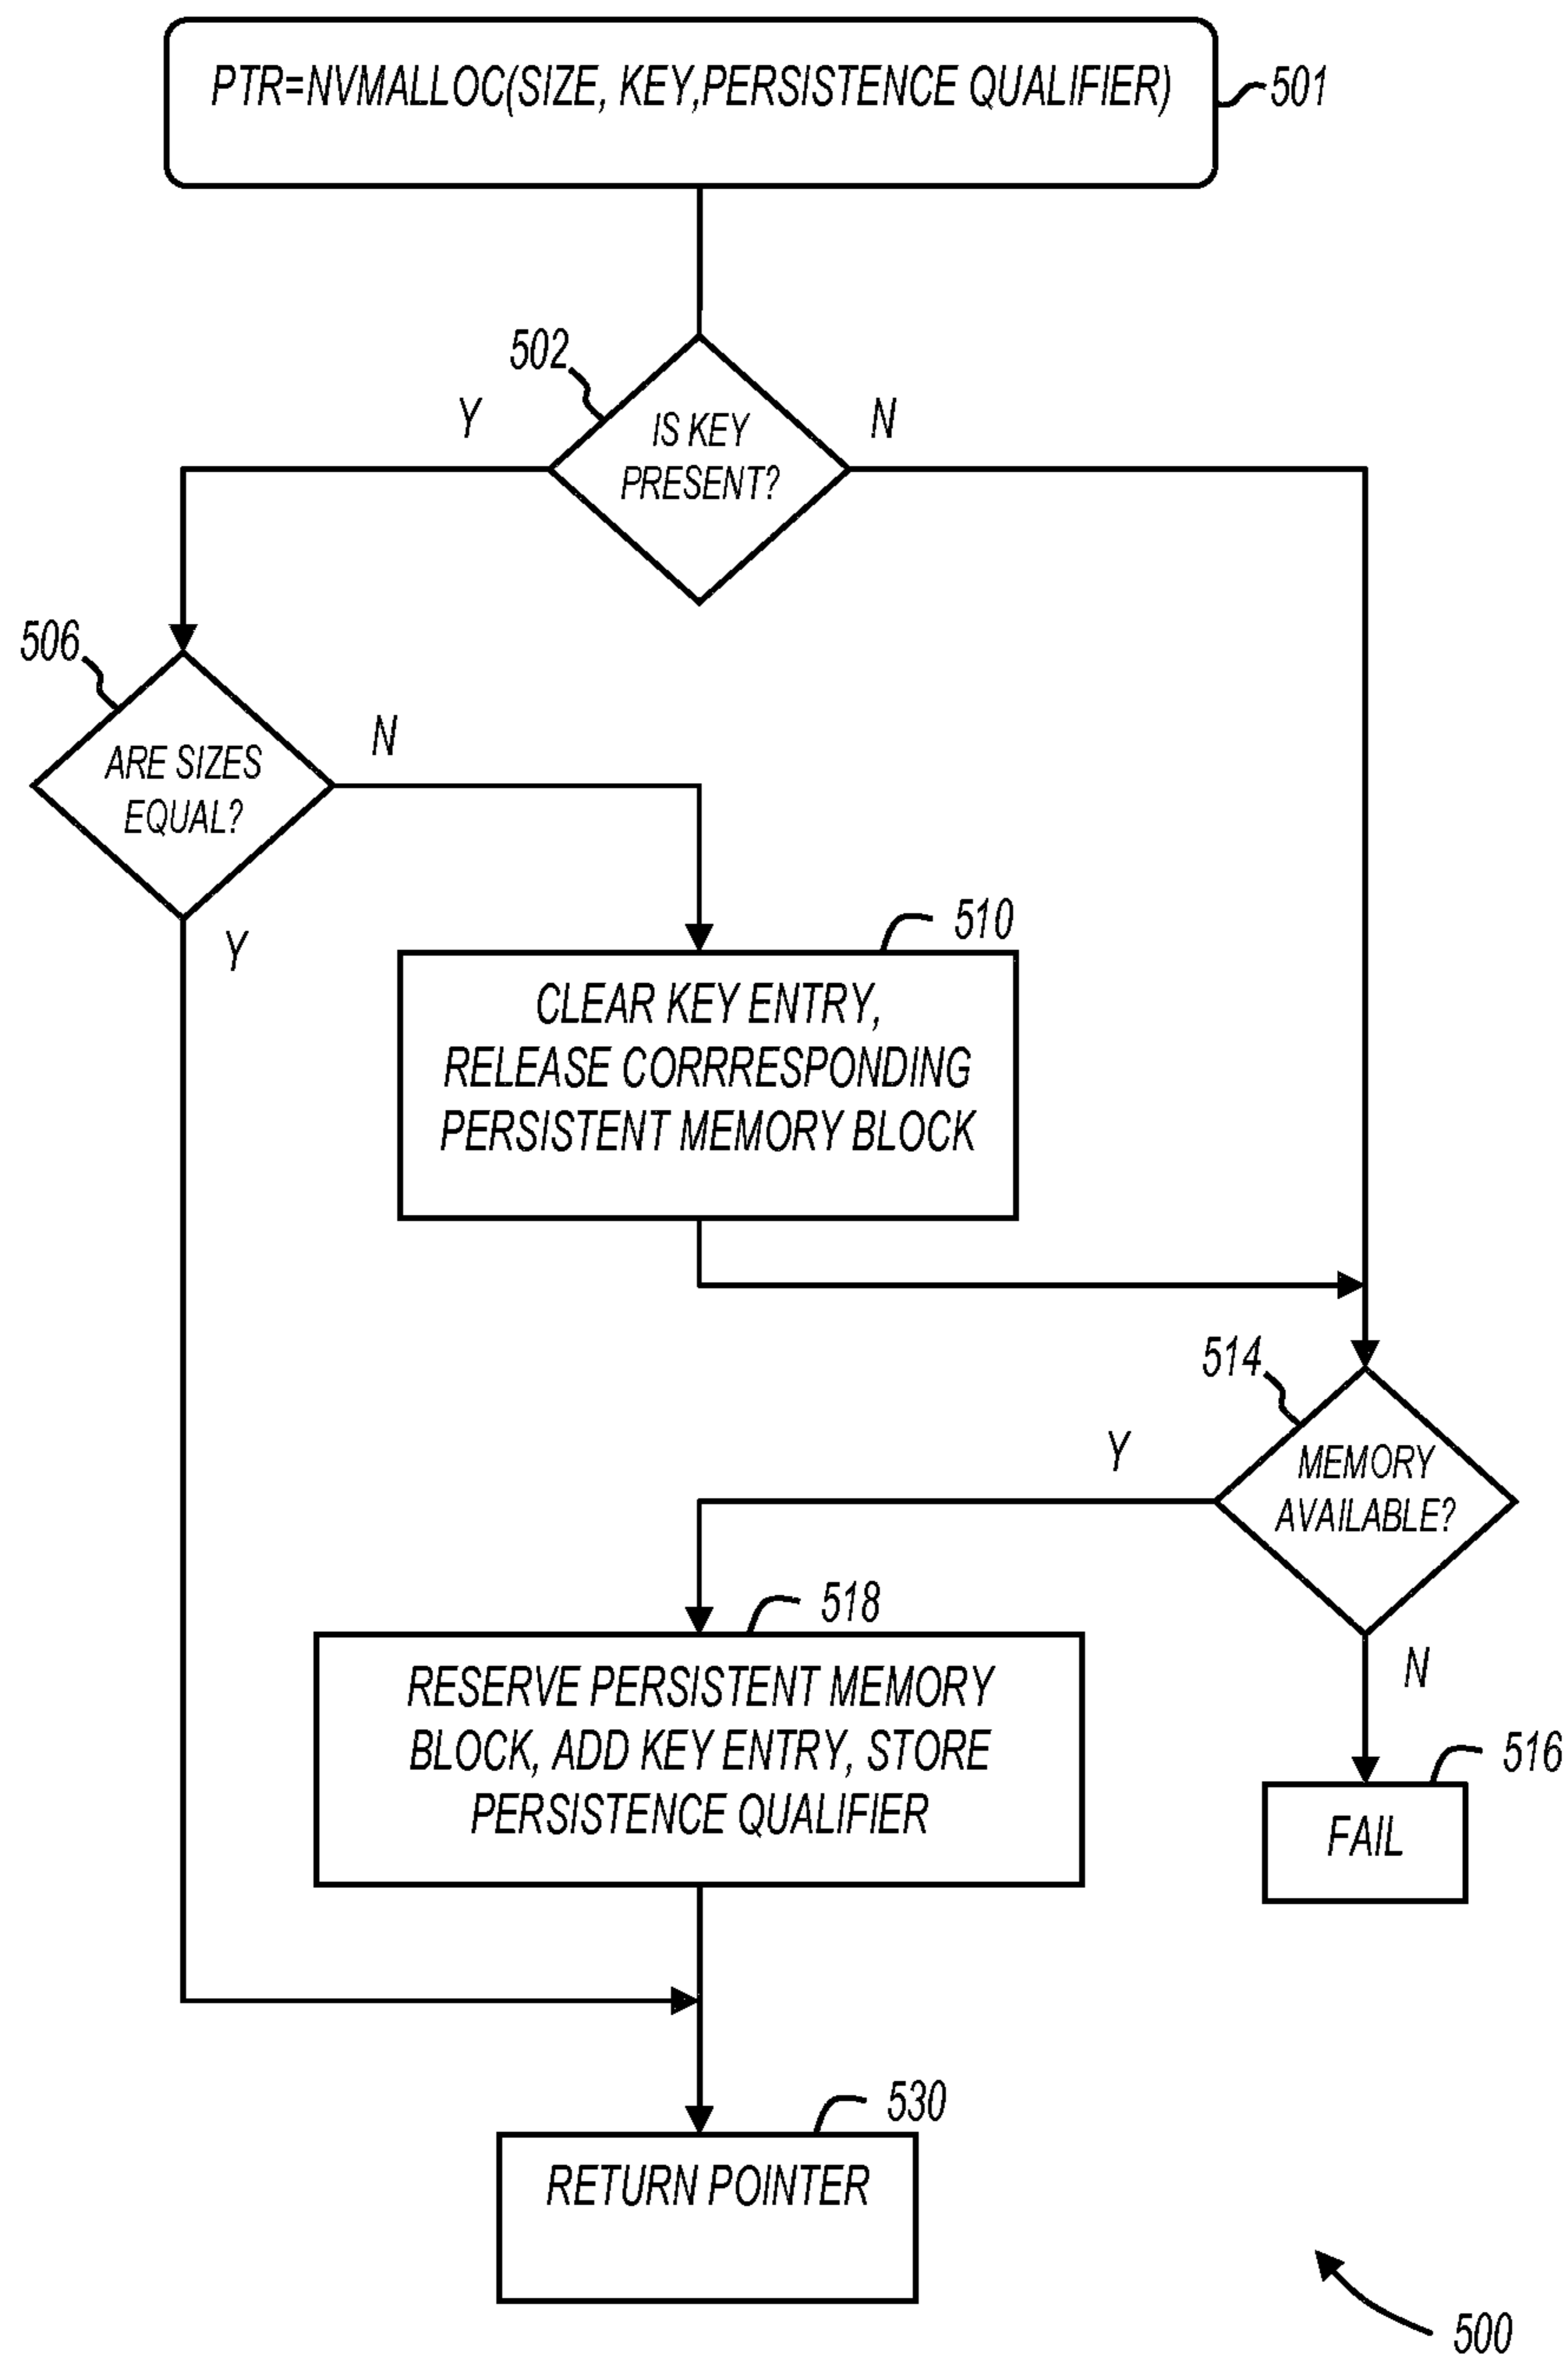 PTR=NVMALLOC(SIZE, KEY,PERSISTENCE QUALIFIER)
501
502
Y
N
IS KEY
PRESENT?
506
ARE SIZES
EQUAL?
N
Y
510
CLEAR KEY ENTRY,
RELEASE CORRRESPONDING
PERSISTENT MEMORY BLOCK
514
MEMORY
AVAILABLE?
Y
N
518
RESERVE PERSISTENT MEMORY
BLOCK, ADD KEY ENTRY, STORE
PERSISTENCE QUALIFIER
516
FAIL
530
RETURN POINTER
500